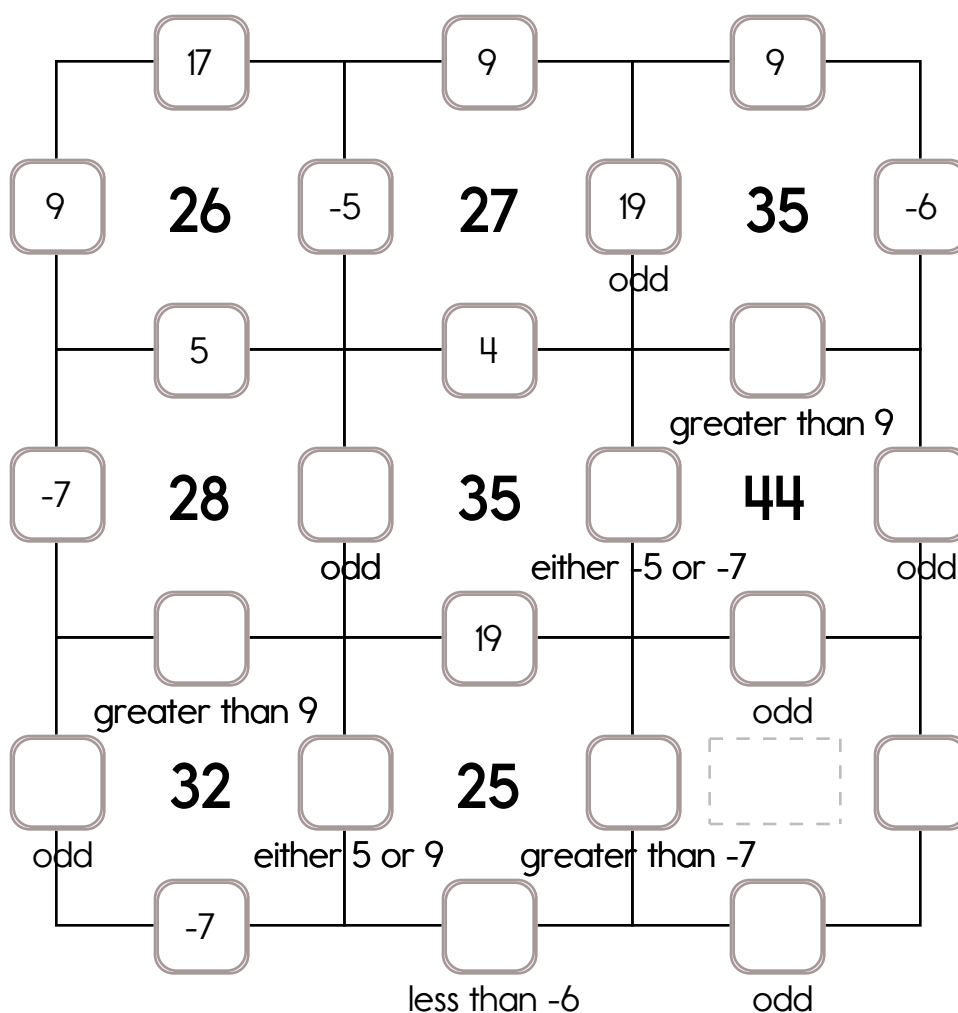 17 9 9
9 26 -5 27 19 35 -6
odd
5 4
greater than 9
-7 28 35 44
odd either -5 or -7 odd
19
greater than 9 odd
32 25
odd either 5 or 9 greater than -7
-7
less than -6 odd